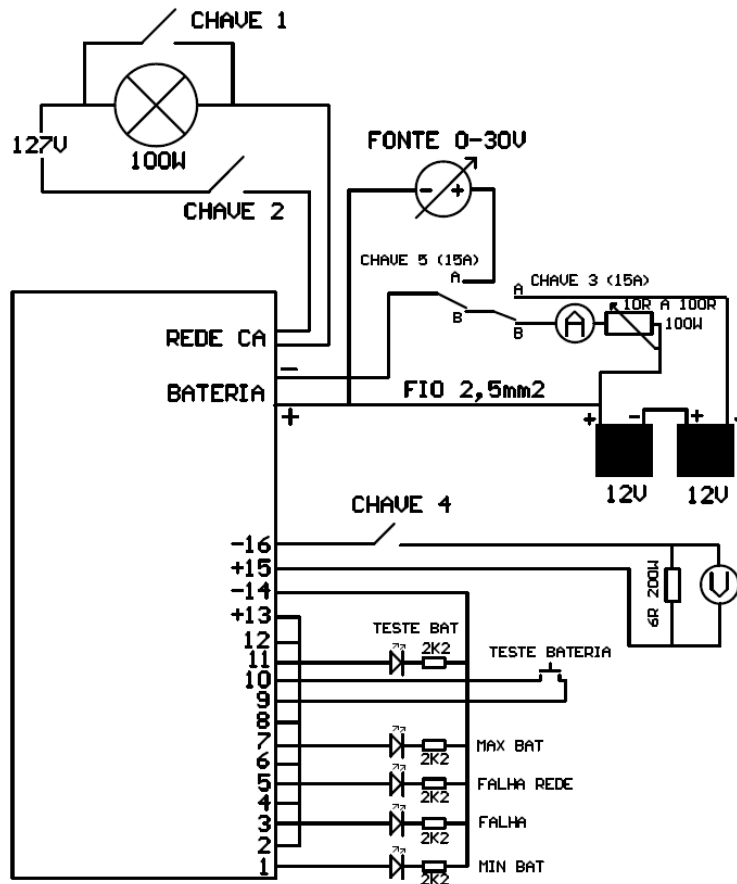 CHAVE 1
127V
100W
CHAVE 2
FONTE 0-30V
- +
CHAVE 5 (15A)
A
B
CHAVE 3 (15A)
A
B
A
10R A 100R
100W
REDE CA
-
BATERIA
+
FIO 2,5mm2
+ - + -
12V 12V
CHAVE 4
-16
+15
-14
+13
12
11
10
9
8
7
6
5
4
3
2
1
6R 200W
V
TESTE BAT
2K2
TESTE BATERIA
2K2
MAX BAT
2K2
FALHA REDE
2K2
FALHA
2K2
MIN BAT